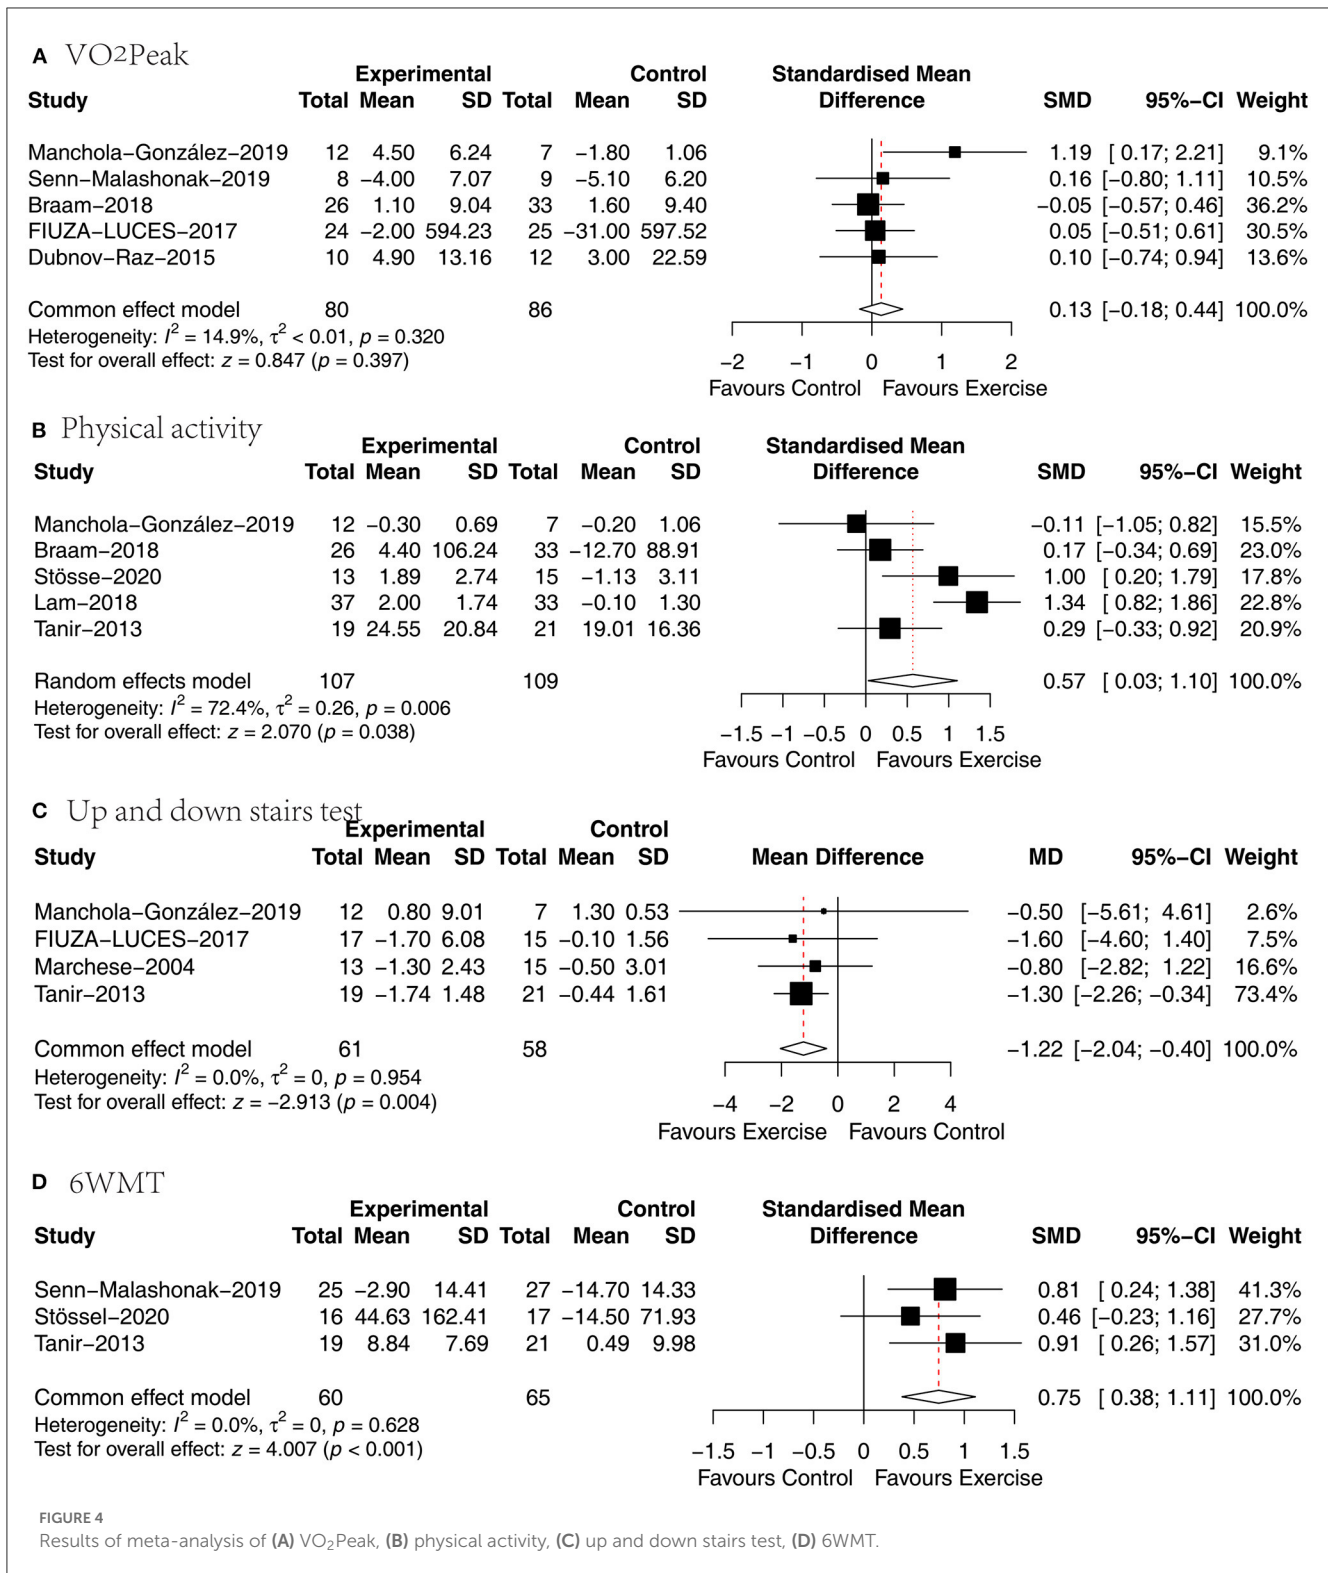 A VO2Peak
Experimental Control Standardised Mean
Study Total Mean SD Total Mean SD Difference SMD 95%−CI Weight
Manchola−González−2019 12 4.50 6.24 7 −1.80 1.06 1.19 [ 0.17; 2.21] 9.1%
Senn−Malashonak−2019 8 −4.00 7.07 9 −5.10 6.20 0.16 [−0.80; 1.11] 10.5%
Braam−2018 26 1.10 9.04 33 1.60 9.40 −0.05 [−0.57; 0.46] 36.2%
FIUZA−LUCES−2017 24 −2.00 594.23 25 −31.00 597.52 0.05 [−0.51; 0.61] 30.5%
Dubnov−Raz−2015 10 4.90 13.16 12 3.00 22.59 0.10 [−0.74; 0.94] 13.6%
Common effect model 80 86 0.13 [−0.18; 0.44] 100.0%
Heterogeneity: I² = 14.9%, τ² < 0.01, p = 0.320
Test for overall effect: z = 0.847 (p = 0.397)
−2 −1 0 1 2
Favours Control Favours Exercise
B Physical activity
Experimental Control Standardised Mean
Study Total Mean SD Total Mean SD Difference SMD 95%−CI Weight
Manchola−González−2019 12 −0.30 0.69 7 −0.20 1.06 −0.11 [−1.05; 0.82] 15.5%
Braam−2018 26 4.40 106.24 33 −12.70 88.91 0.17 [−0.34; 0.69] 23.0%
Stösse−2020 13 1.89 2.74 15 −1.13 3.11 1.00 [ 0.20; 1.79] 17.8%
Lam−2018 37 2.00 1.74 33 −0.10 1.30 1.34 [ 0.82; 1.86] 22.8%
Tanir−2013 19 24.55 20.84 21 19.01 16.36 0.29 [−0.33; 0.92] 20.9%
Random effects model 107 109 0.57 [ 0.03; 1.10] 100.0%
Heterogeneity: I² = 72.4%, τ² = 0.26, p = 0.006
Test for overall effect: z = 2.070 (p = 0.038)
−1.5 −1 −0.5 0 0.5 1 1.5
Favours Control Favours Exercise
C Up and down stairs test
Experimental Control
Study Total Mean SD Total Mean SD Mean Difference MD 95%−CI Weight
Manchola−González−2019 12 0.80 9.01 7 1.30 0.53 −0.50 [−5.61; 4.61] 2.6%
FIUZA−LUCES−2017 17 −1.70 6.08 15 −0.10 1.56 −1.60 [−4.60; 1.40] 7.5%
Marchese−2004 13 −1.30 2.43 15 −0.50 3.01 −0.80 [−2.82; 1.22] 16.6%
Tanir−2013 19 −1.74 1.48 21 −0.44 1.61 −1.30 [−2.26; −0.34] 73.4%
Common effect model 61 58 −1.22 [−2.04; −0.40] 100.0%
Heterogeneity: I² = 0.0%, τ² = 0, p = 0.954
Test for overall effect: z = −2.913 (p = 0.004)
−4 −2 0 2 4
Favours Exercise Favours Control
D 6WMT
Experimental Control Standardised Mean
Study Total Mean SD Total Mean SD Difference SMD 95%−CI Weight
Senn−Malashonak−2019 25 −2.90 14.41 27 −14.70 14.33 0.81 [ 0.24; 1.38] 41.3%
Stössel−2020 16 44.63 162.41 17 −14.50 71.93 0.46 [−0.23; 1.16] 27.7%
Tanir−2013 19 8.84 7.69 21 0.49 9.98 0.91 [ 0.26; 1.57] 31.0%
Common effect model 60 65 0.75 [ 0.38; 1.11] 100.0%
Heterogeneity: I² = 0.0%, τ² = 0, p = 0.628
Test for overall effect: z = 4.007 (p < 0.001)
−1.5 −1 −0.5 0 0.5 1 1.5
Favours Control Favours Exercise
FIGURE 4
Results of meta-analysis of (A) VO₂Peak, (B) physical activity, (C) up and down stairs test, (D) 6WMT.